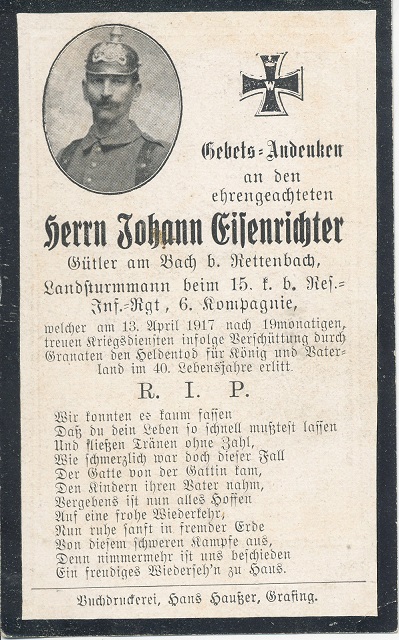 W
Gebets-Andenken
an den
ehrengeachteten
Herrn Johann Eisenrichter
Gütler am Bach b. Rettenbach,
Landsturmmann beim 15. k. b. Res.-
Inf.-Rgt, 6. Kompagnie,
welcher am 13. April 1917 nach 19monatigen,
treuen Kriegsdiensten infolge Verschüttung durch
Granaten den Heldentod für König und Vater-
land im 40. Lebensjahre erlitt.
R. I. P.
Wir konnten es kaum fassen
Daß du dein Leben so schnell mußtest lassen
Und fließen Tränen ohne Zahl,
Wie schmerzlich war doch dieser Fall
Der Gatte von der Gattin kam,
Den Kindern ihren Vater nahm,
Vergebens ist nun alles Hoffen
Auf eine frohe Wiederkehr,
Nun ruhe sanft in fremder Erde
Von diesem schweren Kampfe aus,
Denn nimmermehr ist uns beschieden
Ein freudiges Wiederseh'n zu Haus.
Buchdruckerei, Hans Haußer, Grafing.